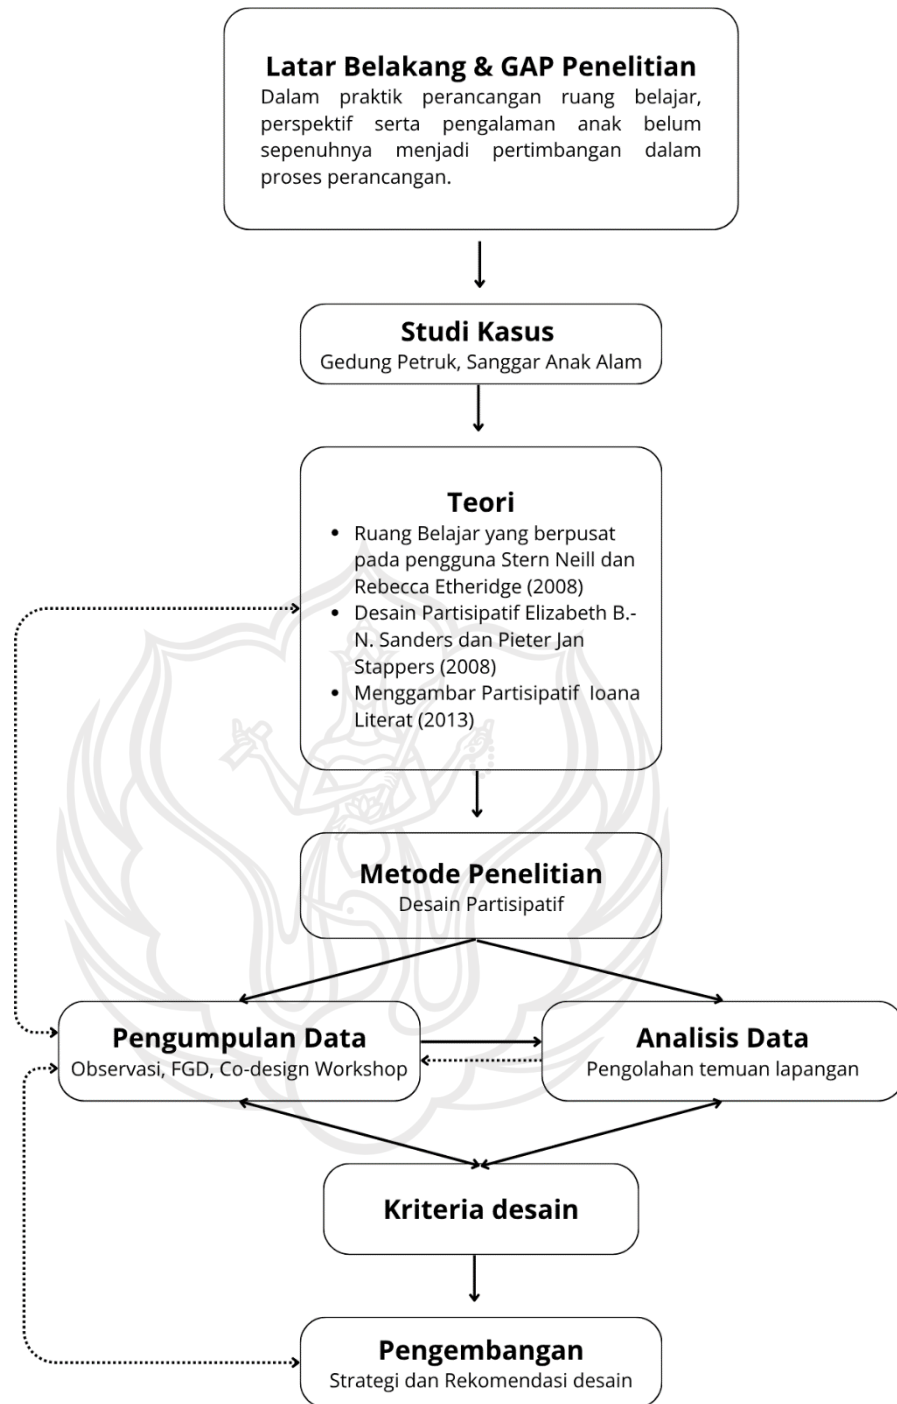 Latar Belakang & GAP Penelitian
Dalam praktik perancangan ruang belajar,
perspektif serta pengalaman anak belum
sepenuhnya menjadi pertimbangan dalam
proses perancangan.
Studi Kasus
Gedung Petruk, Sanggar Anak Alam
Teori
• Ruang Belajar yang berpusat
pada pengguna Stern Neill dan
Rebecca Etheridge (2008)
• Desain Partisipatif Elizabeth B.-
N. Sanders dan Pieter Jan
Stappers (2008)
• Menggambar Partisipatif Ioana
Literat (2013)
Metode Penelitian
Desain Partisipatif
Pengumpulan Data
Observasi, FGD, Co-design Workshop
Analisis Data
Pengolahan temuan lapangan
Kriteria desain
Pengembangan
Strategi dan Rekomendasi desain